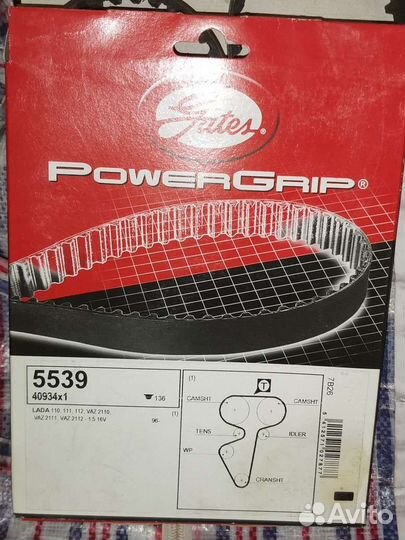 Gates
POWERGRIP®
5539
40934x1
136
LADA 110, 111, 112, VAZ 2110,
VAZ 2111, VAZ 2112 - 1.5 16V
96-
(1)
(1)
T
CAMSHT
CAMSHT
TENS
IDLER
WP
CRANSHT
7B26
Avito